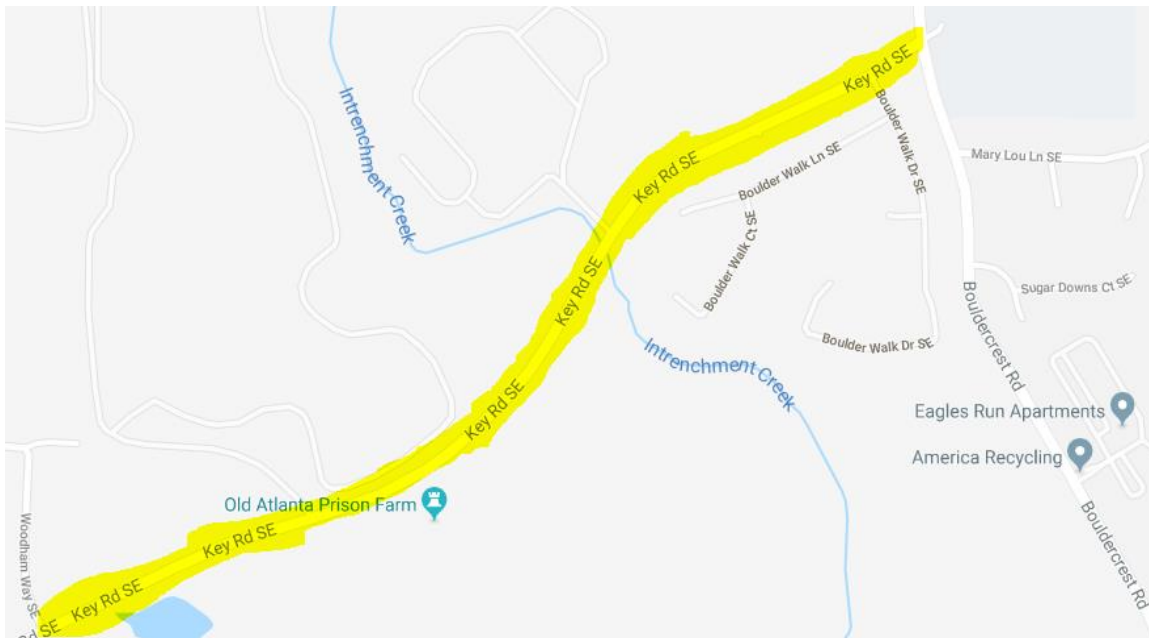 Key Rd SE
Intrenchment Creek
Boulder Walk Dr SE
Mary Lou Ln SE
Boulder Walk Ln SE
Key Rd SE
Boulder Walk Ct SE
Key Rd SE
Sugar Downs Ct SE
Bouldercrest Rd
Boulder Walk Dr SE
Intrenchment Creek
Key Rd SE
Eagles Run Apartments
America Recycling
Old Atlanta Prison Farm
Bouldercrest Rd
Key Rd SE
Woodham Way SE
Key Rd SE
Rd SE